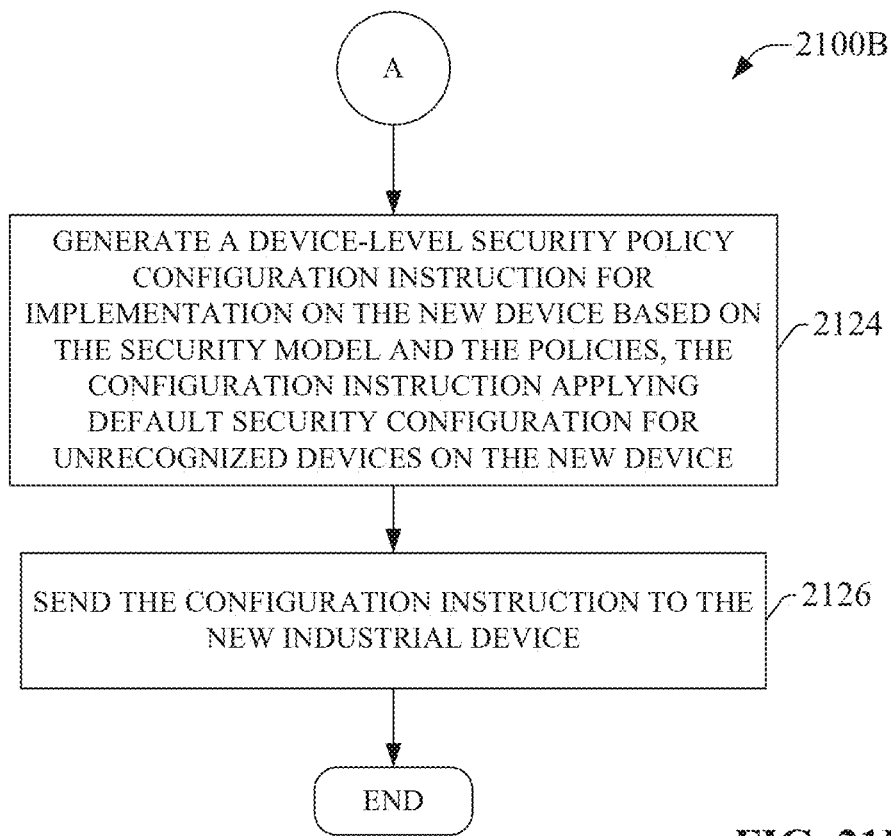 A
2100B
GENERATE A DEVICE-LEVEL SECURITY POLICY
CONFIGURATION INSTRUCTION FOR
IMPLEMENTATION ON THE NEW DEVICE BASED ON
THE SECURITY MODEL AND THE POLICIES, THE
CONFIGURATION INSTRUCTION APPLYING
DEFAULT SECURITY CONFIGURATION FOR
UNRECOGNIZED DEVICES ON THE NEW DEVICE
2124
SEND THE CONFIGURATION INSTRUCTION TO THE
NEW INDUSTRIAL DEVICE
2126
END